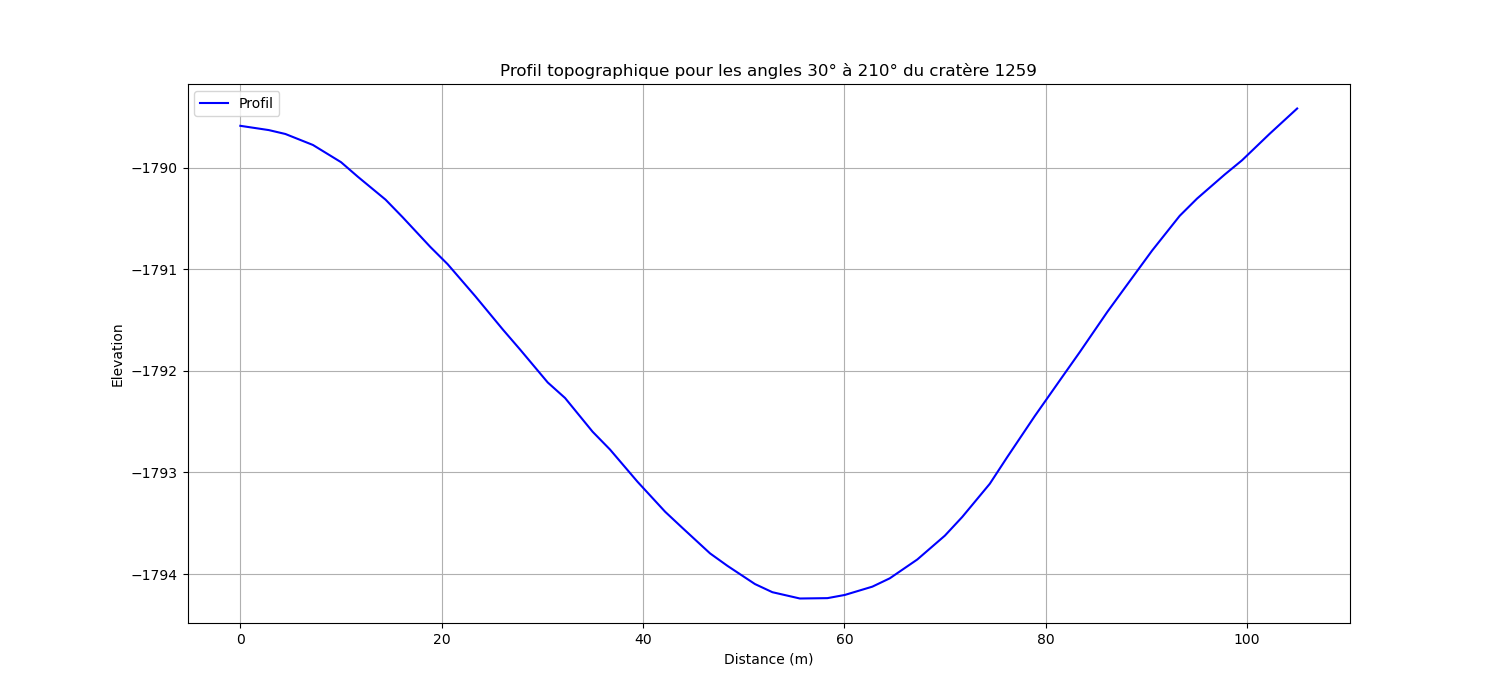 Profil topographique pour les angles 30° à 210° du cratère 1259
Profil
−1790
−1791
−1792
−1793
−1794
Elevation
0 20 40 60 80 100
Distance (m)